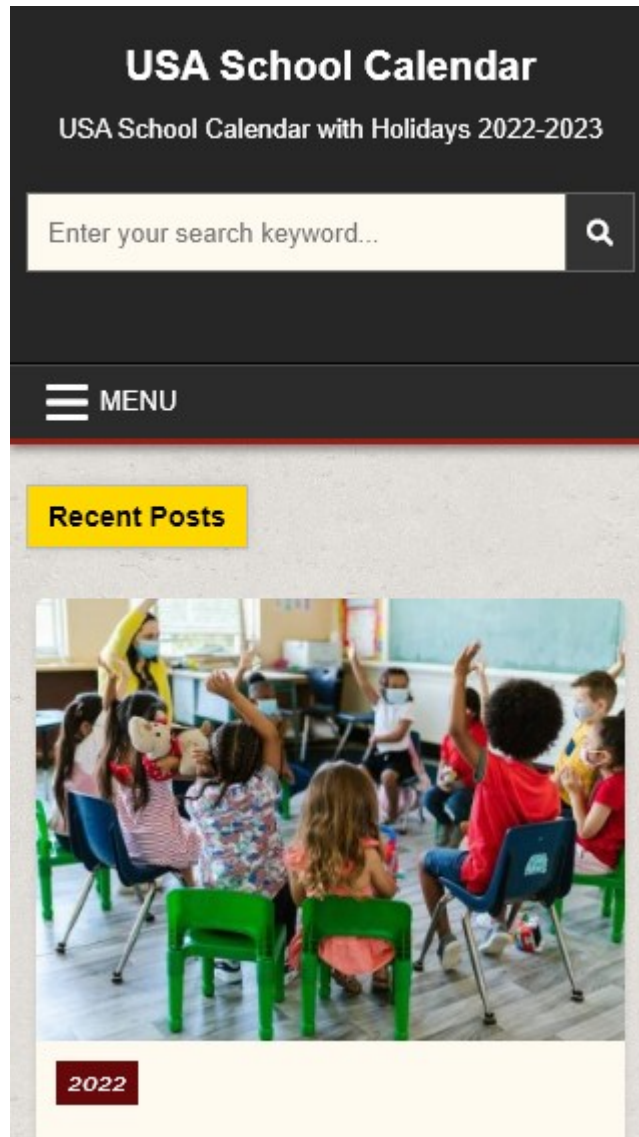 USA School Calendar
USA School Calendar with Holidays 2022-2023
Enter your search keyword...
MENU
Recent Posts
2022